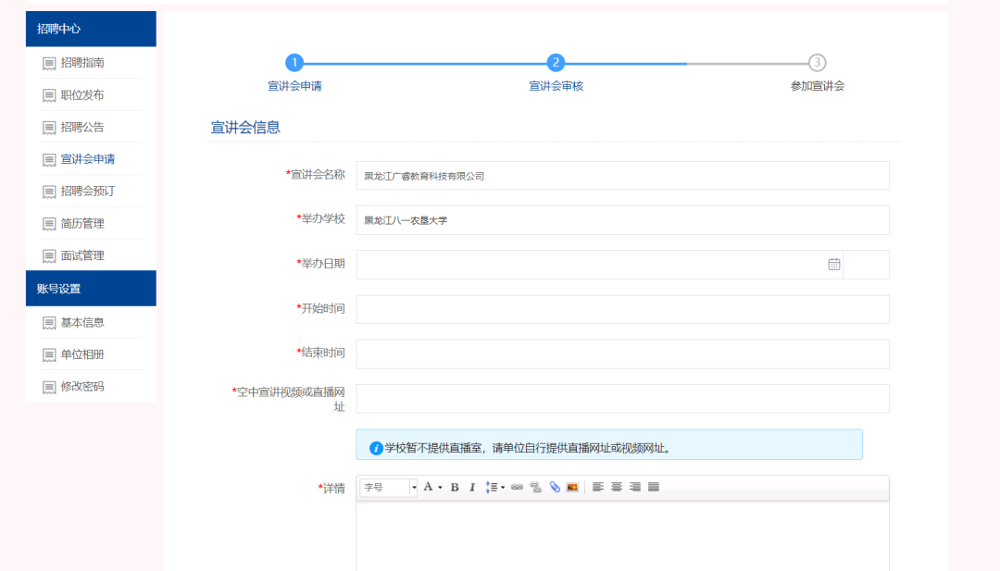 招聘中心
招聘指南
职位发布
招聘公告
宣讲会申请
招聘会预订
简历管理
面试管理
账号设置
基本信息
单位相册
修改密码
1
2
3
宣讲会申请
宣讲会审核
参加宣讲会
宣讲会信息
*宣讲会名称
黑龙江广睿教育科技有限公司
*举办学校
黑龙江八一农垦大学
*举办日期
*开始时间
*结束时间
*空中宣讲视频或直播网
址
学校暂不提供直播室，请单位自行提供直播网址或视频网址。
*详情
字号
A
B
I